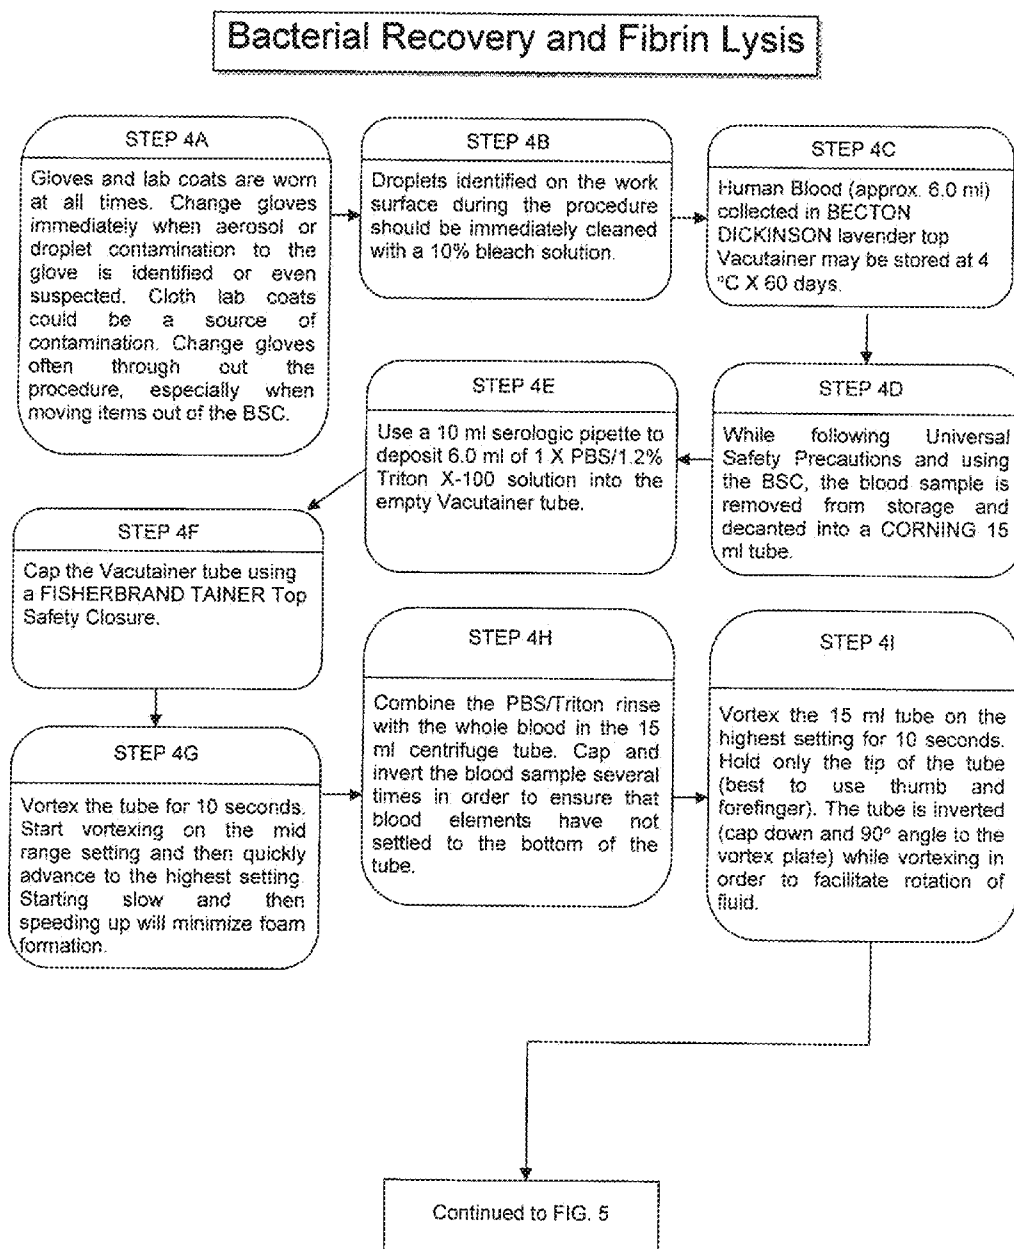 Bacterial Recovery and Fibrin Lysis
STEP 4A
Gloves and lab coats are worn
at all times. Change gloves
immediately when aerosol or
droplet contamination to the
glove is identified or even
suspected. Cloth lab coats
could be a source of
contamination. Change gloves
often through out the
procedure, especially when
moving items out of the BSC.
STEP 4B
Droplets identified on the work
surface during the procedure
should be immediately cleaned
with a 10% bleach solution.
STEP 4C
Human Blood (approx. 6.0 ml)
collected in BECTON
DICKINSON lavender top
Vacutainer may be stored at 4
°C X 60 days.
STEP 4D
While following Universal
Safety Precautions and using
the BSC, the blood sample is
removed from storage and
decanted into a CORNING 15
ml tube.
STEP 4E
Use a 10 ml serologic pipette to
deposit 6.0 ml of 1 X PBS/1.2%
Triton X-100 solution into the
empty Vacutainer tube.
STEP 4F
Cap the Vacutainer tube using
a FISHERBRAND TAINER Top
Safety Closure.
STEP 4G
Vortex the tube for 10 seconds.
Start vortexing on the mid
range setting and then quickly
advance to the highest setting.
Starting slow and then
speeding up will minimize foam
formation.
STEP 4H
Combine the PBS/Triton rinse
with the whole blood in the 15
ml centrifuge tube. Cap and
invert the blood sample several
times in order to ensure that
blood elements have not
settled to the bottom of the
tube.
STEP 4I
Vortex the 15 ml tube on the
highest setting for 10 seconds.
Hold only the tip of the tube
(best to use thumb and
forefinger). The tube is inverted
(cap down and 90° angle to the
vortex plate) while vortexing in
order to facilitate rotation of
fluid.
Continued to FIG. 5